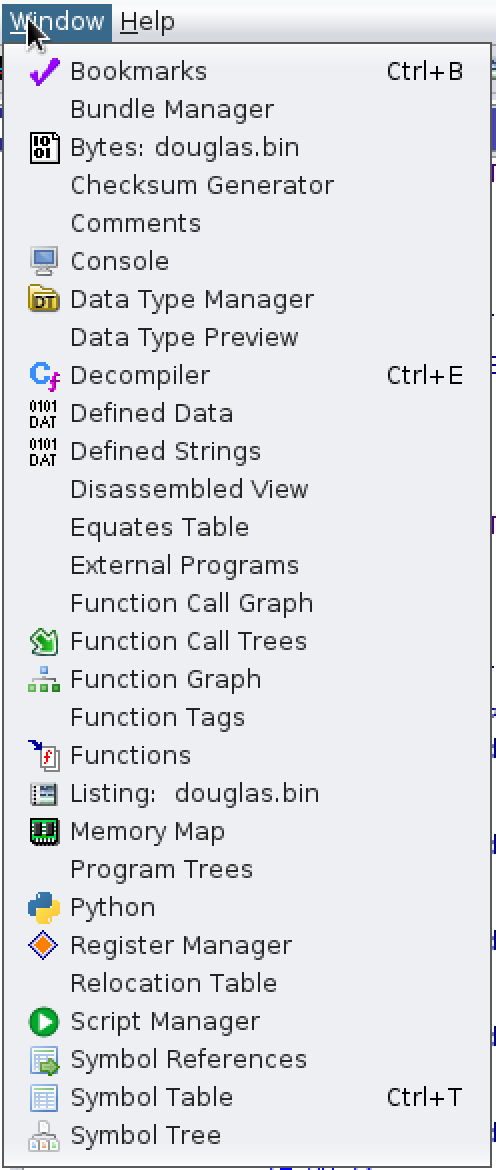 Window Help
Bookmarks Ctrl+B
Bundle Manager
Bytes: douglas.bin
Checksum Generator
Comments
Console
Data Type Manager
Data Type Preview
Decompiler Ctrl+E
Defined Data
Defined Strings
Disassembled View
Equates Table
External Programs
Function Call Graph
Function Call Trees
Function Graph
Function Tags
Functions
Listing: douglas.bin
Memory Map
Program Trees
Python
Register Manager
Relocation Table
Script Manager
Symbol References
Symbol Table Ctrl+T
Symbol Tree